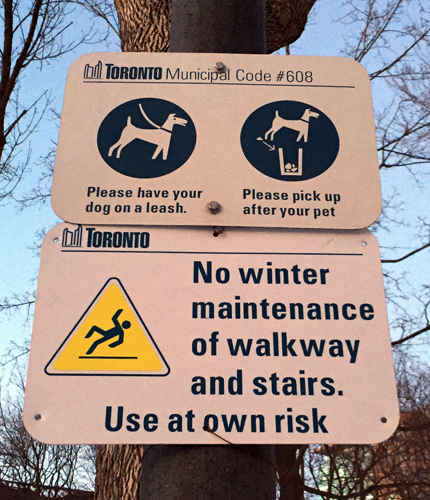 TORONTO Municipal Code #608
Please have your
dog on a leash.
Please pick up
after your pet
TORONTO
No winter
maintenance
of walkway
and stairs.
Use at own risk